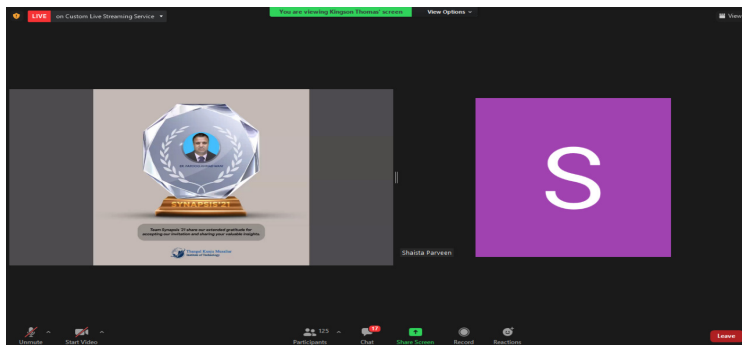 LIVE on Custom Live Streaming Service
You are viewing Kingson Thomas' screen
View Options
View
SYNAPSIS'21
Team Synapsis '21 share our extended gratitude for
accepting our invitation and sharing your valuable insights.
S
Shaista Parveen
Unmute
Start Video
125
Participants
17
Chat
Share Screen
Record
Reactions
Leave